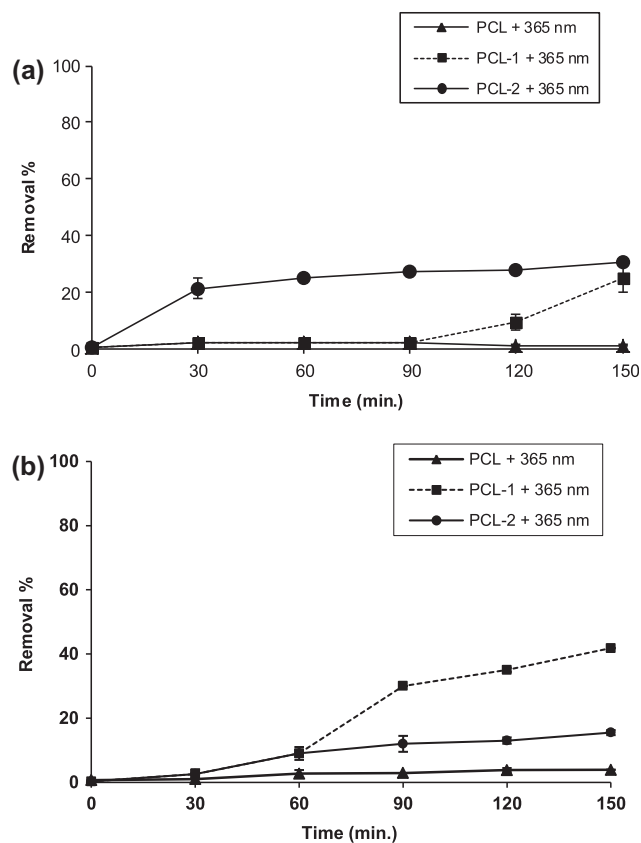 PCL + 365 nm
PCL-1 + 365 nm
PCL-2 + 365 nm
(a)
100
80
60
40
20
0
Removal %
0 30 60 90 120 150
Time (min.)
(b)
PCL + 365 nm
PCL-1 + 365 nm
PCL-2 + 365 nm
100
80
60
40
20
0
Removal %
0 30 60 90 120 150
Time (min.)